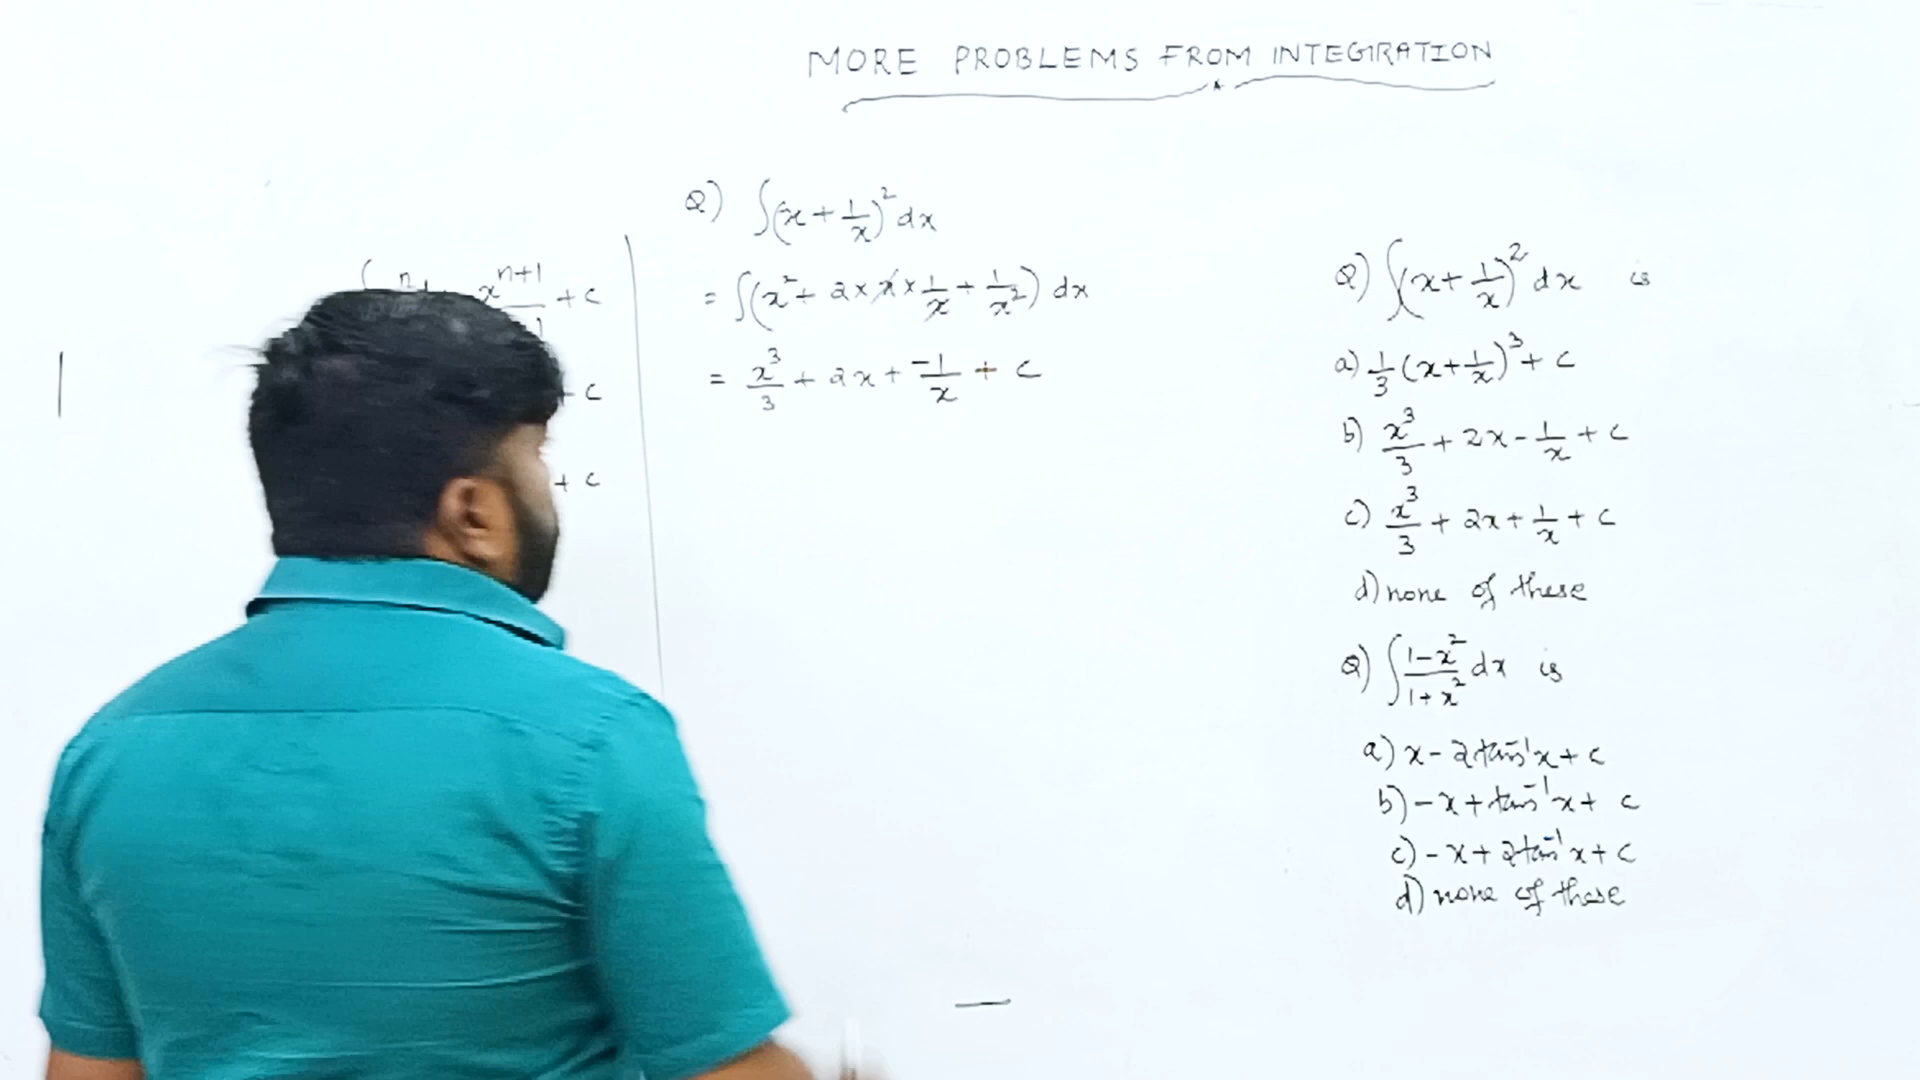 MORE PROBLEMS FROM INTEGRATION
x^{n+1} + c
+ c
+ c
Q) ∫(x + 1/x)² dx
= ∫(x² + 2 × x × 1/x + 1/x²) dx
= x³/3 + 2x + -1/x + c
Q) ∫(x + 1/x)² dx is
a) 1/3 (x + 1/x)³ + c
b) x³/3 + 2x - 1/x + c
c) x³/3 + 2x + 1/x + c
d) none of these
Q) ∫ 1-x²/1+x² dx is
a) x - 2tan⁻¹x + c
b) - x + tan⁻¹x + c
c) - x + 2tan⁻¹x + c
d) none of these